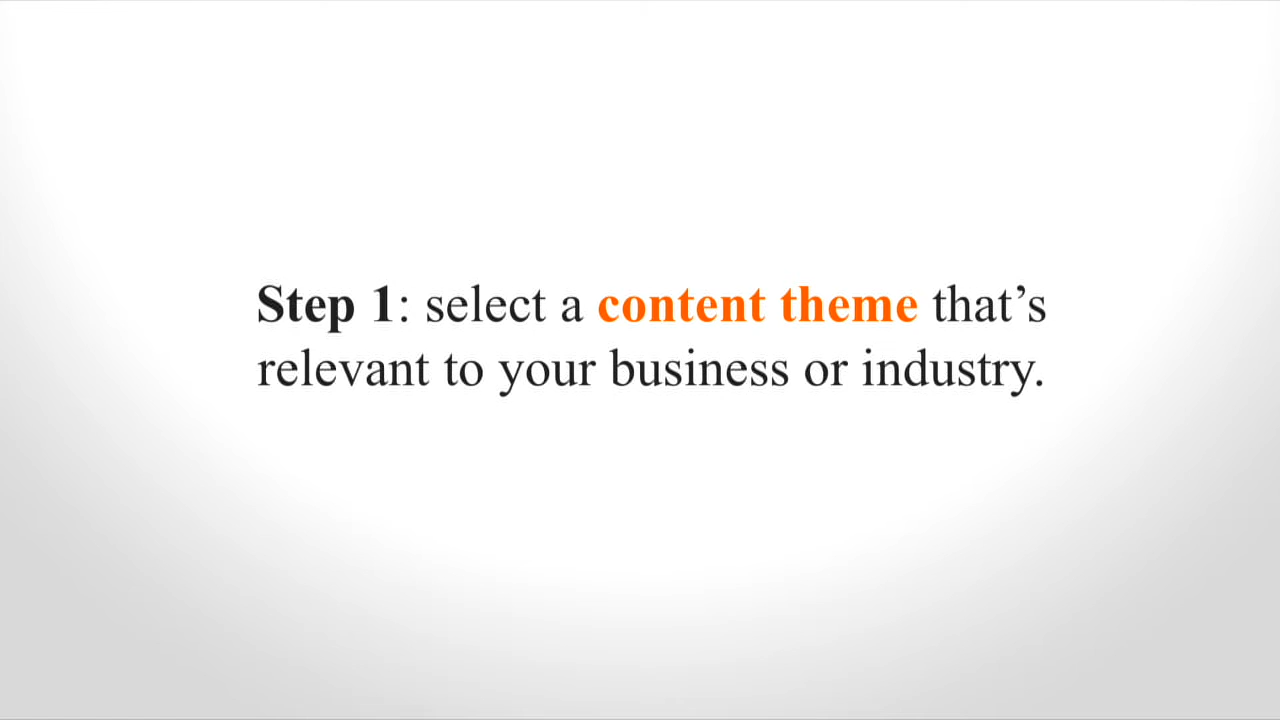 Step 1: select a content theme that’s
relevant to your business or industry.